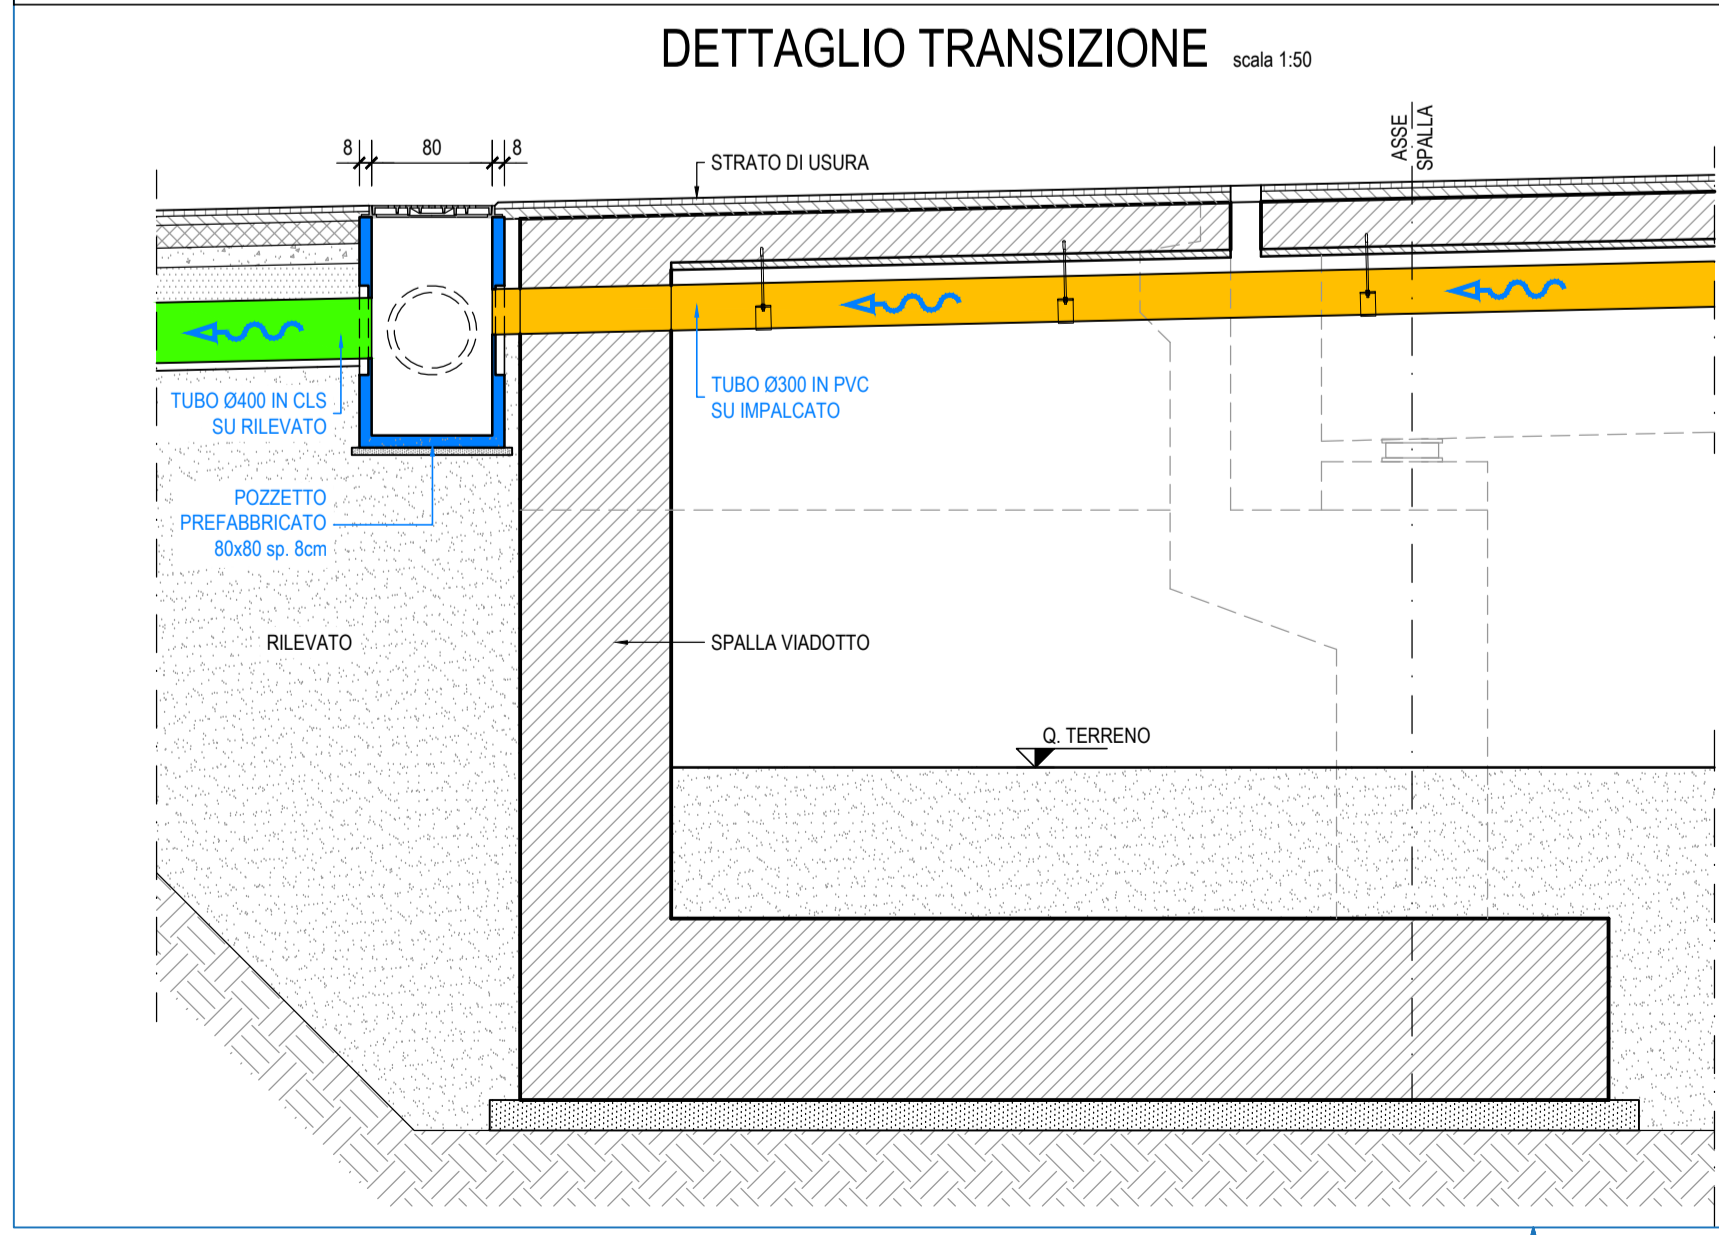 DETTAGLIO TRANSIZIONE scala 1:50
8 80 8
STRATO DI USURA
ASSE
SPALLA
TUBO Ø400 IN CLS
SU RILEVATO
TUBO Ø300 IN PVC
SU IMPALCATO
POZZETTO
PREFABBRICATO
80x80 sp. 8cm
RILEVATO
SPALLA VIADOTTO
Q. TERRENO